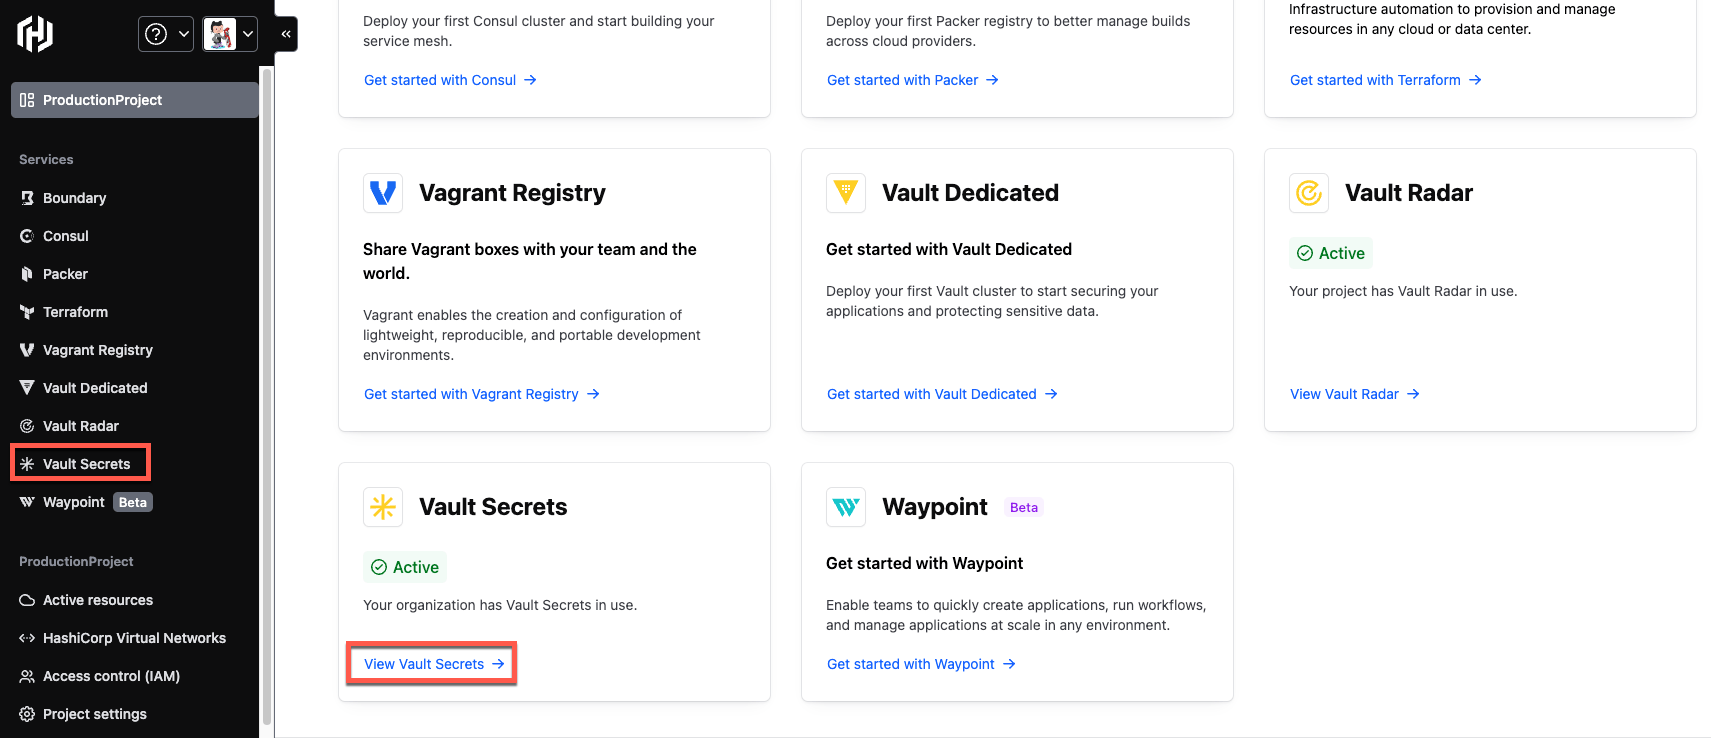 ProductionProject
Services
Boundary
Consul
Packer
Terraform
Vagrant Registry
Vault Dedicated
Vault Radar
Vault Secrets
Waypoint Beta
ProductionProject
Active resources
HashiCorp Virtual Networks
Access control (IAM)
Project settings
Deploy your first Consul cluster and start building your
service mesh.
Get started with Consul →
Deploy your first Packer registry to better manage builds
across cloud providers.
Get started with Packer →
Infrastructure automation to provision and manage
resources in any cloud or data center.
Get started with Terraform →
Vagrant Registry
Share Vagrant boxes with your team and the
world.
Vagrant enables the creation and configuration of
lightweight, reproducible, and portable development
environments.
Get started with Vagrant Registry →
Vault Dedicated
Get started with Vault Dedicated
Deploy your first Vault cluster to start securing your
applications and protecting sensitive data.
Get started with Vault Dedicated →
Vault Radar
Active
Your project has Vault Radar in use.
View Vault Radar →
Vault Secrets
Active
Your organization has Vault Secrets in use.
View Vault Secrets →
Waypoint Beta
Get started with Waypoint
Enable teams to quickly create applications, run workflows,
and manage applications at scale in any environment.
Get started with Waypoint →